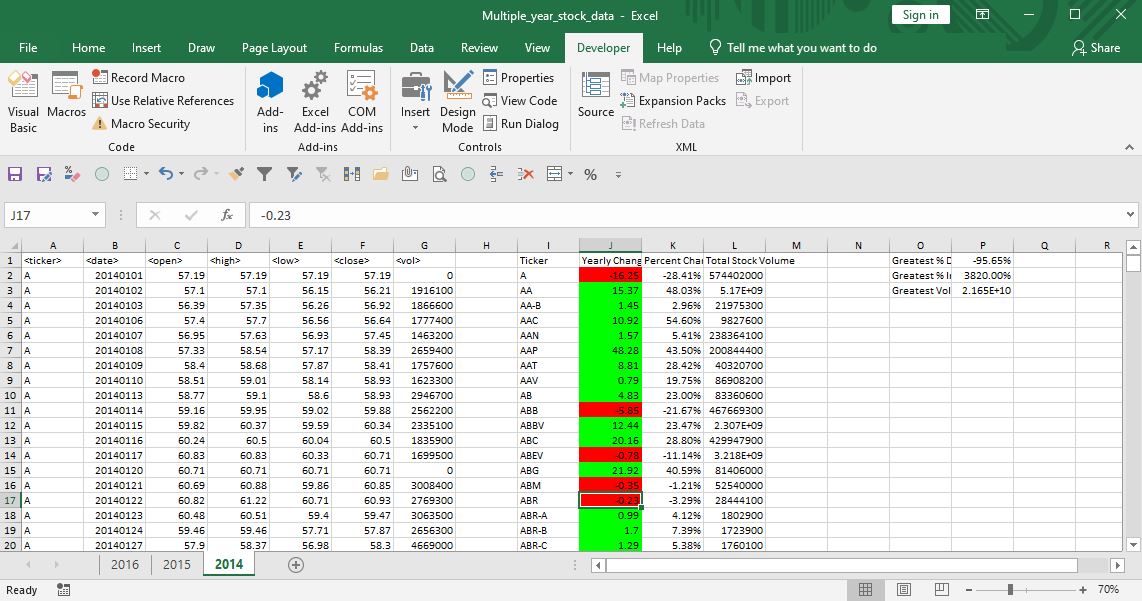 Multiple_year_stock_data - Excel
Sign in
File Home Insert Draw Page Layout Formulas Data Review View Developer Help Tell me what you want to do Share
Visual Basic
Macros
Record Macro
Use Relative References
Macro Security
Code
Add-ins
Excel Add-ins
COM Add-ins
Add-ins
Insert
Design Mode
Properties
View Code
Run Dialog
Controls
Source
Map Properties
Expansion Packs
Refresh Data
Import
Export
XML
J17 fx -0.23
A B C D E F G H I J K L M N O P Q R
1 <ticker> <date> <open> <high> <low> <close> <vol> Ticker Yearly Chang Percent Chan Total Stock Volume Greatest % D -95.65%
2 A 20140101 57.19 57.19 57.19 57.19 0 A -16.25 -28.41% 574402000 Greatest % I 3820.00%
3 A 20140102 57.1 57.1 56.15 56.21 1916100 AA 15.37 48.03% 5.17E+09 Greatest Vol 2.165E+10
4 A 20140103 56.39 57.35 56.26 56.92 1866600 AA-B 1.45 2.96% 21975300
5 A 20140106 57.4 57.7 56.56 56.64 1777400 AAC 10.92 54.60% 9827600
6 A 20140107 56.95 57.63 56.93 57.45 1463200 AAN 1.57 5.41% 238364100
7 A 20140108 57.33 58.54 57.17 58.39 2659400 AAP 48.28 43.50% 200844400
8 A 20140109 58.4 58.68 57.87 58.41 1757600 AAT 8.81 28.42% 40320700
9 A 20140110 58.51 59.01 58.14 58.93 1623300 AAV 0.79 19.75% 86908200
10 A 20140113 58.77 59.1 58.6 58.93 2946700 AB 4.83 23.00% 83360600
11 A 20140114 59.16 59.95 59.02 59.88 2562200 ABB -5.85 -21.67% 467669300
12 A 20140115 59.82 60.37 59.59 60.34 2335100 ABBV 12.44 23.47% 2.307E+09
13 A 20140116 60.24 60.5 60.04 60.5 1835900 ABC 20.16 28.80% 429947900
14 A 20140117 60.83 60.83 60.33 60.71 1699500 ABEV -0.78 -11.14% 3.218E+09
15 A 20140120 60.71 60.71 60.71 60.71 0 ABG 21.92 40.59% 81406000
16 A 20140121 60.69 60.88 59.86 60.85 3008400 ABM -0.35 -1.21% 52540000
17 A 20140122 60.82 61.22 60.71 60.93 2769300 ABR -0.23 -3.29% 28444100
18 A 20140123 60.48 60.51 59.4 59.47 3063500 ABR-A 0.99 4.12% 1802900
19 A 20140124 59.46 59.46 57.71 57.87 2656300 ABR-B 1.7 7.39% 1723900
20 A 20140127 57.9 58.37 56.98 58.3 4669000 ABR-C 1.29 5.38% 1760100
2016 2015 2014
Ready 70%